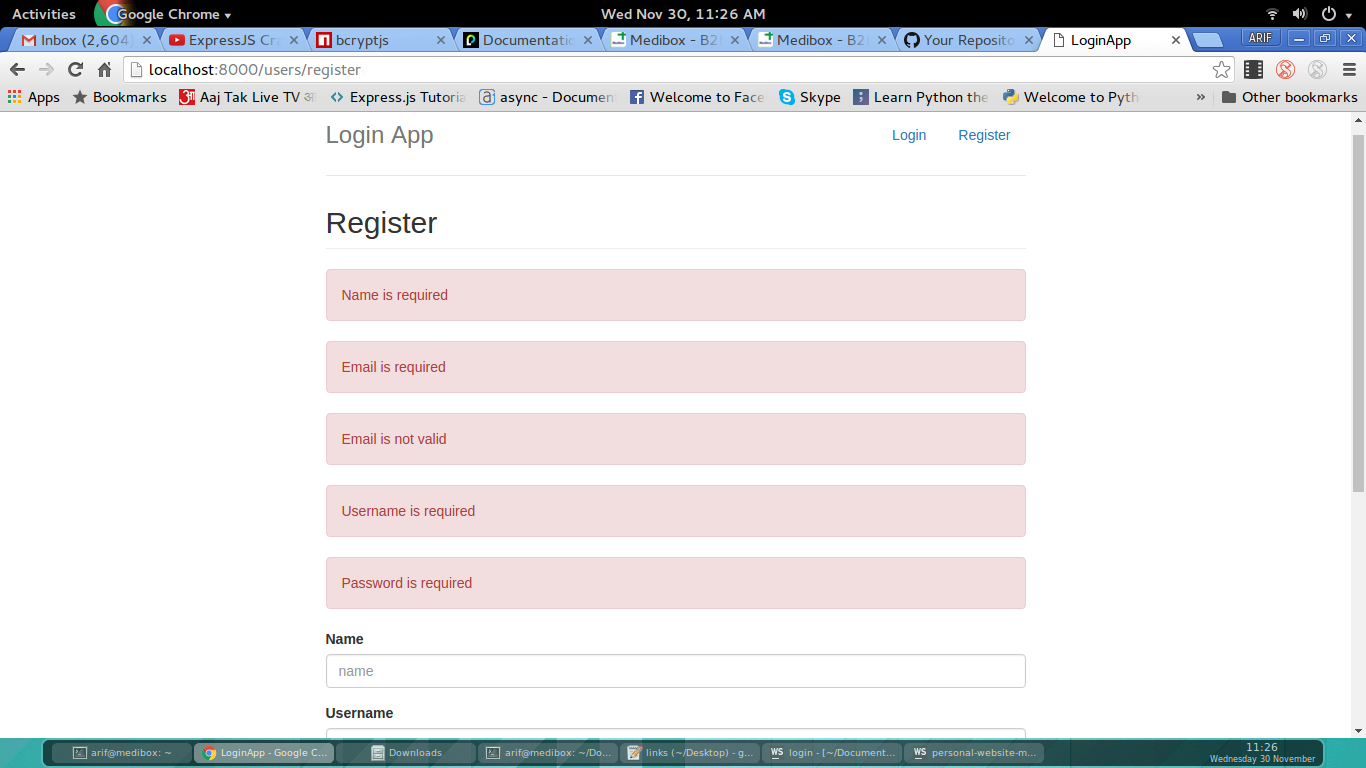 Activities Google Chrome Wed Nov 30, 11:26 AM
Inbox (2,604) ExpressJS Cra bcryptjs Documentatio Medibox - B2 Medibox - B2 Your Reposito LoginApp ARIF
localhost:8000/users/register
Apps Bookmarks Aaj Tak Live TV Express.js Tutoria async - Documen Welcome to Face Skype Learn Python the Welcome to Pyth » Other bookmarks
Login App Login Register
Register
Name is required
Email is required
Email is not valid
Username is required
Password is required
Name
name
Username
arif@medibox: ~ LoginApp - Google C... Downloads arif@medibox: ~/Do... links (~/Desktop) - g... WS login - [~/Document... WS personal-website-m... 11:26
Wednesday 30 November